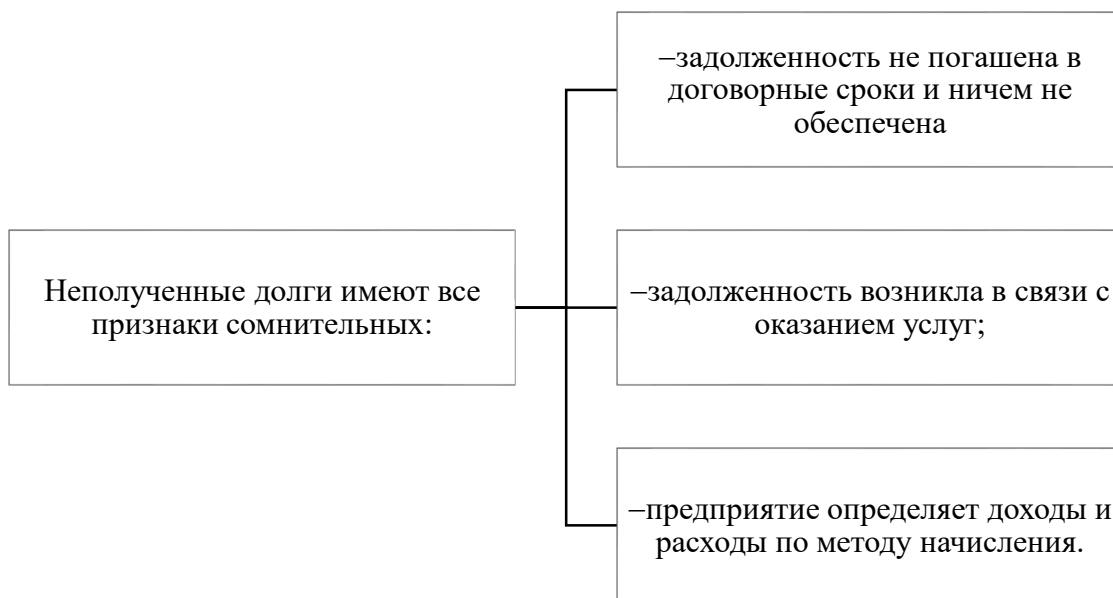 –задолженность не погашена в
договорные сроки и ничем не
обеспечена
Неполученные долги имеют все
признаки сомнительных:
–задолженность возникла в связи с
оказанием услуг;
–предприятие определяет доходы и
расходы по методу начисления.